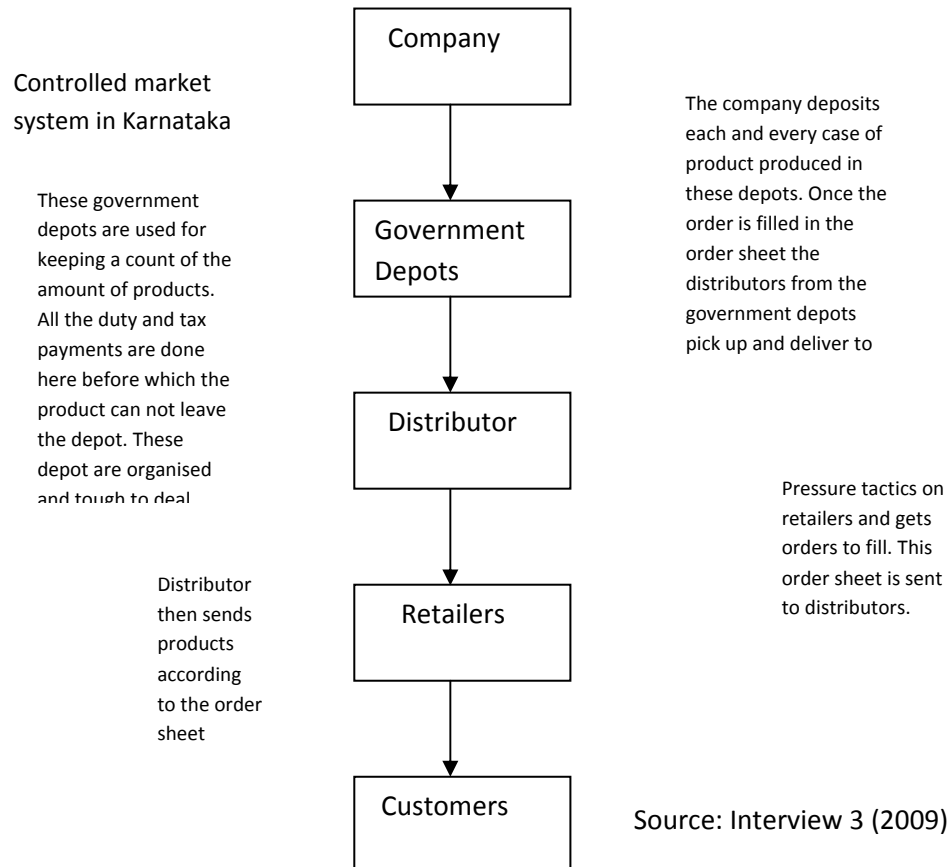 Company
Controlled market
system in Karnataka
The company deposits
each and every case of
product produced in
these depots. Once the
order is filled in the
order sheet the
distributors from the
government depots
pick up and deliver to
These government
depots are used for
keeping a count of the
amount of products.
All the duty and tax
payments are done
here before which the
product can not leave
the depot. These
depot are organised
and tough to deal
Government
Depots
Distributor
Pressure tactics on
retailers and gets
orders to fill. This
order sheet is sent
to distributors.
Distributor
then sends
products
according
to the order
sheet
Retailers
Customers
Source: Interview 3 (2009)